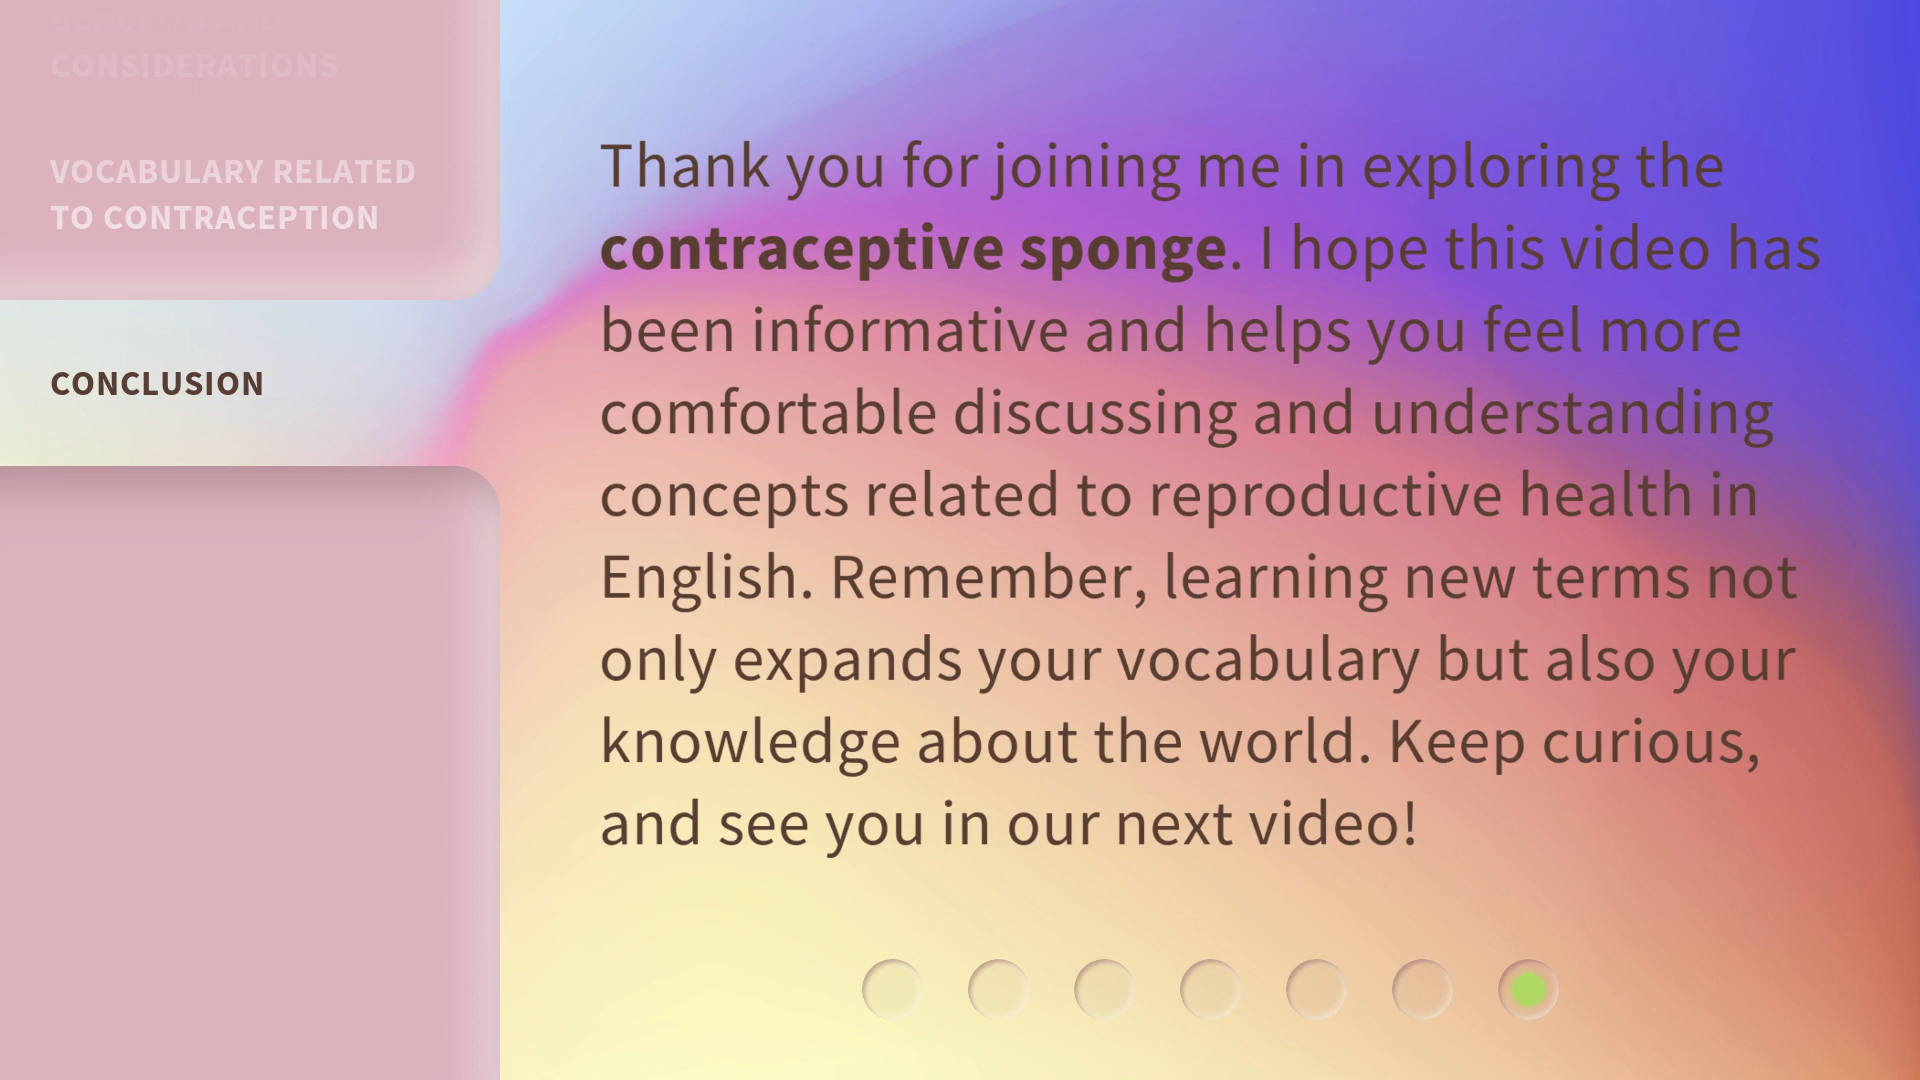 CONSIDERATIONS
VOCABULARY RELATED
TO CONTRACEPTION
CONCLUSION
Thank you for joining me in exploring the
contraceptive sponge. I hope this video has
been informative and helps you feel more
comfortable discussing and understanding
concepts related to reproductive health in
English. Remember, learning new terms not
only expands your vocabulary but also your
knowledge about the world. Keep curious,
and see you in our next video!